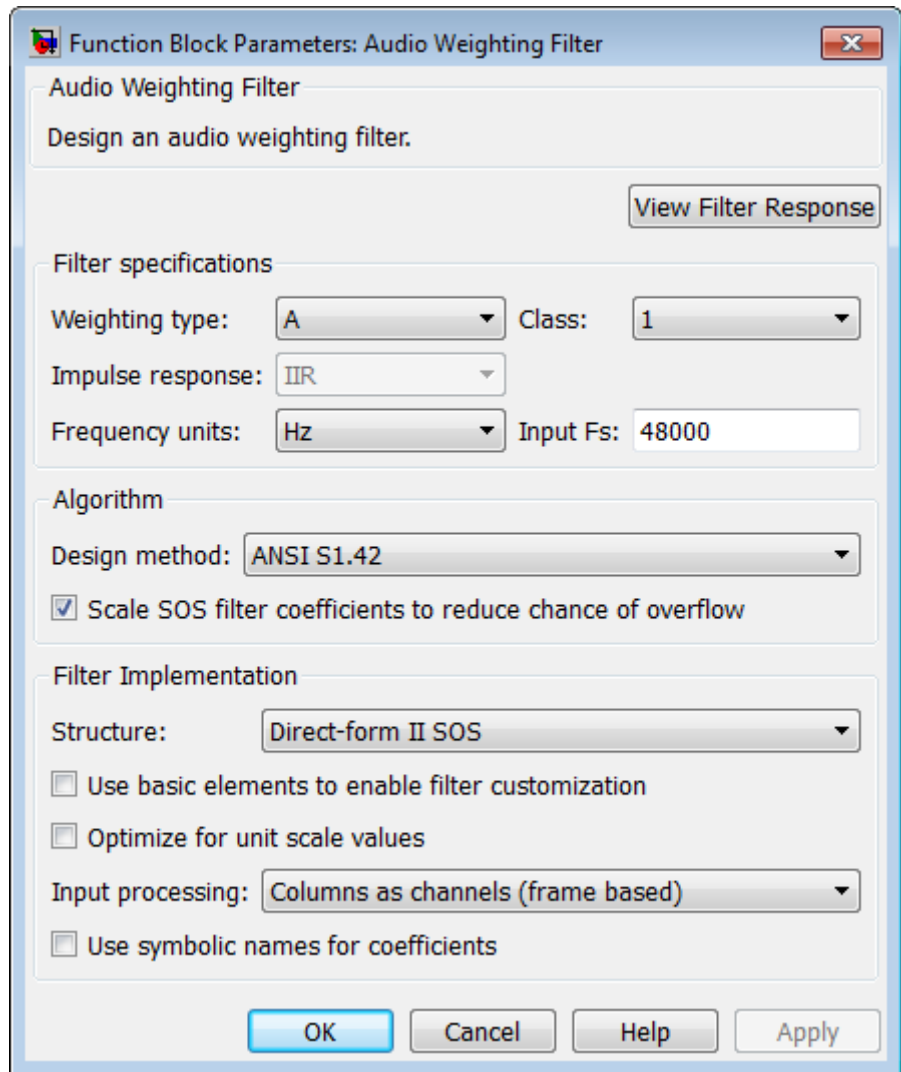 Function Block Parameters: Audio Weighting Filter
Audio Weighting Filter
Design an audio weighting filter.
View Filter Response
Filter specifications
Weighting type: A Class: 1
Impulse response: IIR
Frequency units: Hz Input Fs: 48000
Algorithm
Design method: ANSI S1.42
Scale SOS filter coefficients to reduce chance of overflow
Filter Implementation
Structure: Direct-form II SOS
Use basic elements to enable filter customization
Optimize for unit scale values
Input processing: Columns as channels (frame based)
Use symbolic names for coefficients
OK Cancel Help Apply